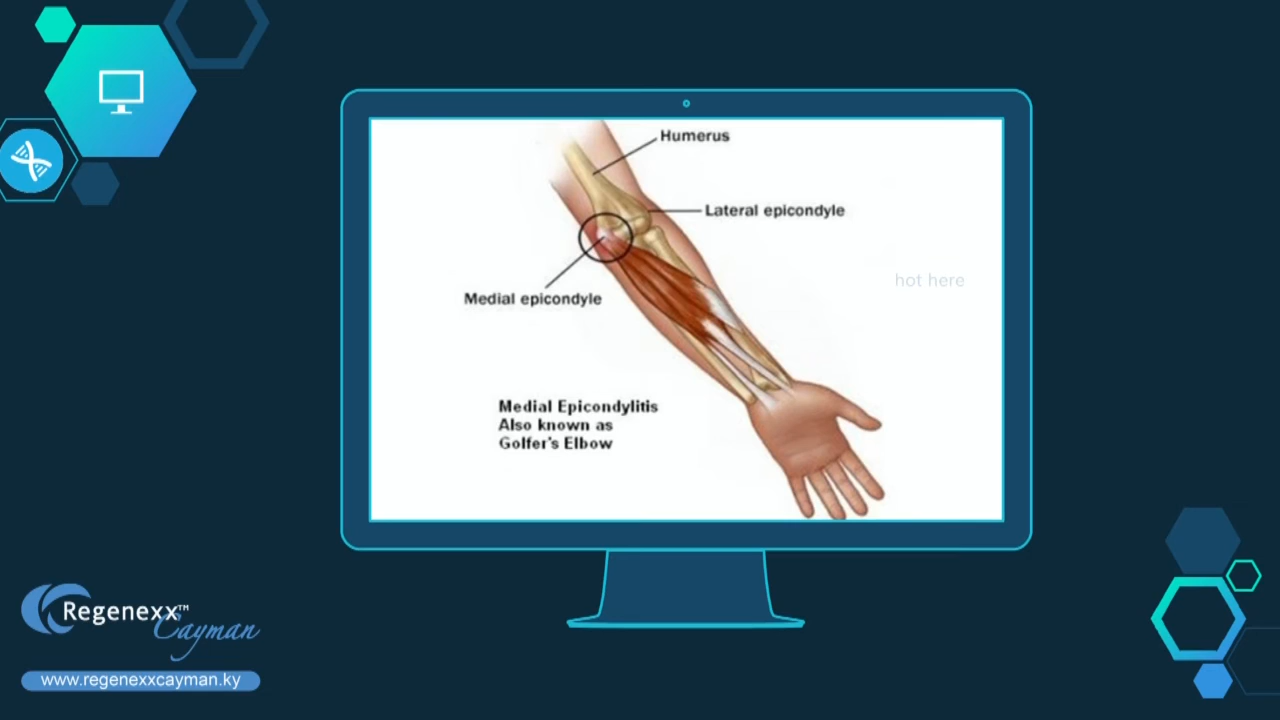 Humerus
Lateral epicondyle
hot here
Medial epicondyle
Medial Epicondylitis
Also known as
Golfer's Elbow
Regenexx™
Cayman
www.regenexxcayman.ky